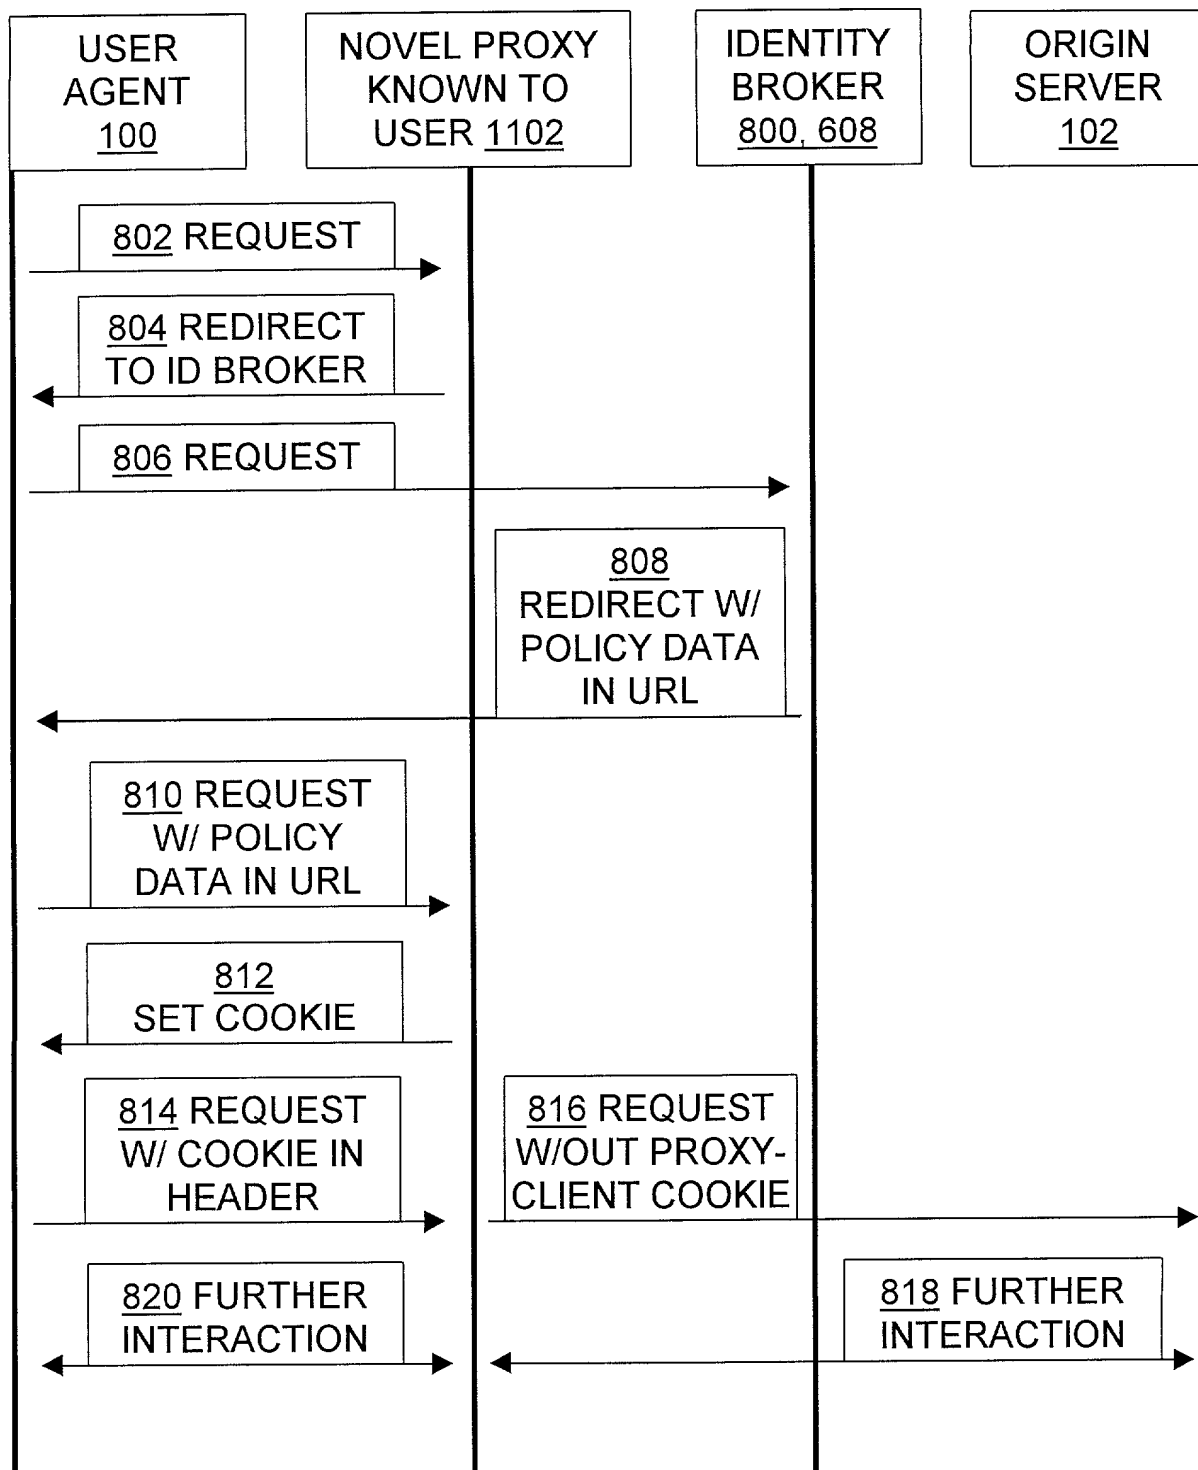 USER
AGENT
100
NOVEL PROXY
KNOWN TO
USER 1102
IDENTITY
BROKER
800, 608
ORIGIN
SERVER
102
802 REQUEST
804 REDIRECT
TO ID BROKER
806 REQUEST
808
REDIRECT W/
POLICY DATA
IN URL
810 REQUEST
W/ POLICY
DATA IN URL
812
SET COOKIE
814 REQUEST
W/ COOKIE IN
HEADER
816 REQUEST
W/OUT PROXY-
CLIENT COOKIE
820 FURTHER
INTERACTION
818 FURTHER
INTERACTION